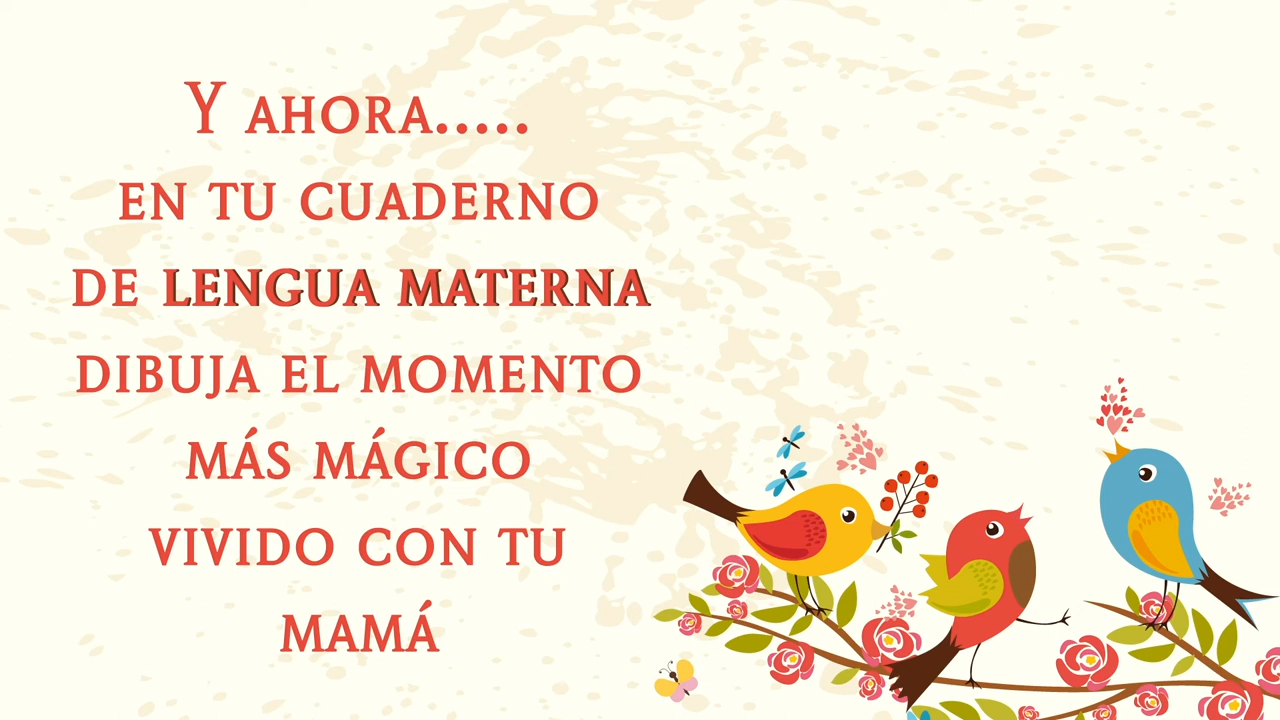 Y AHORA.....
EN TU CUADERNO
DE LENGUA MATERNA
DIBUJA EL MOMENTO
MÁS MÁGICO
VIVIDO CON TU
MAMÁ